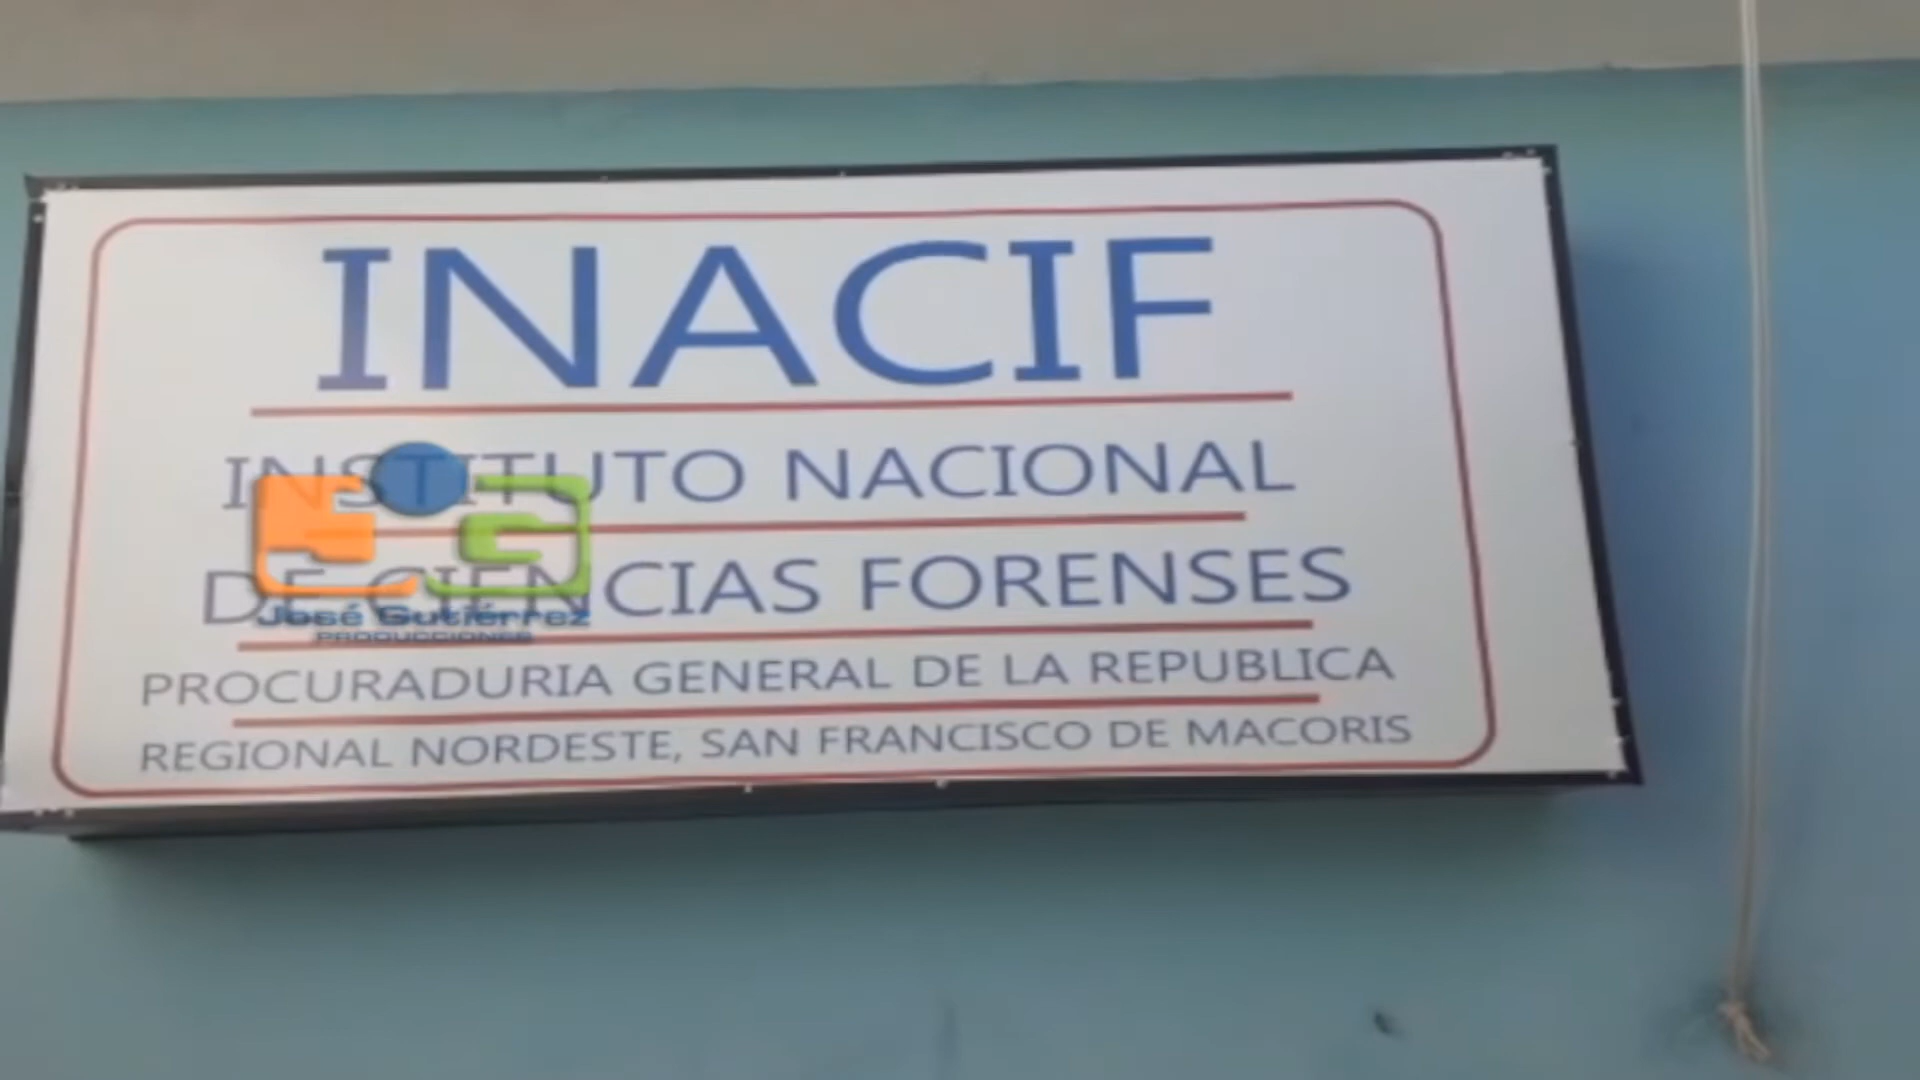 INACIF
INSTITUTO NACIONAL
DE CIENCIAS FORENSES
José Gutiérrez
PRODUCCIONES
PROCURADURIA GENERAL DE LA REPUBLICA
REGIONAL NORDESTE, SAN FRANCISCO DE MACORIS